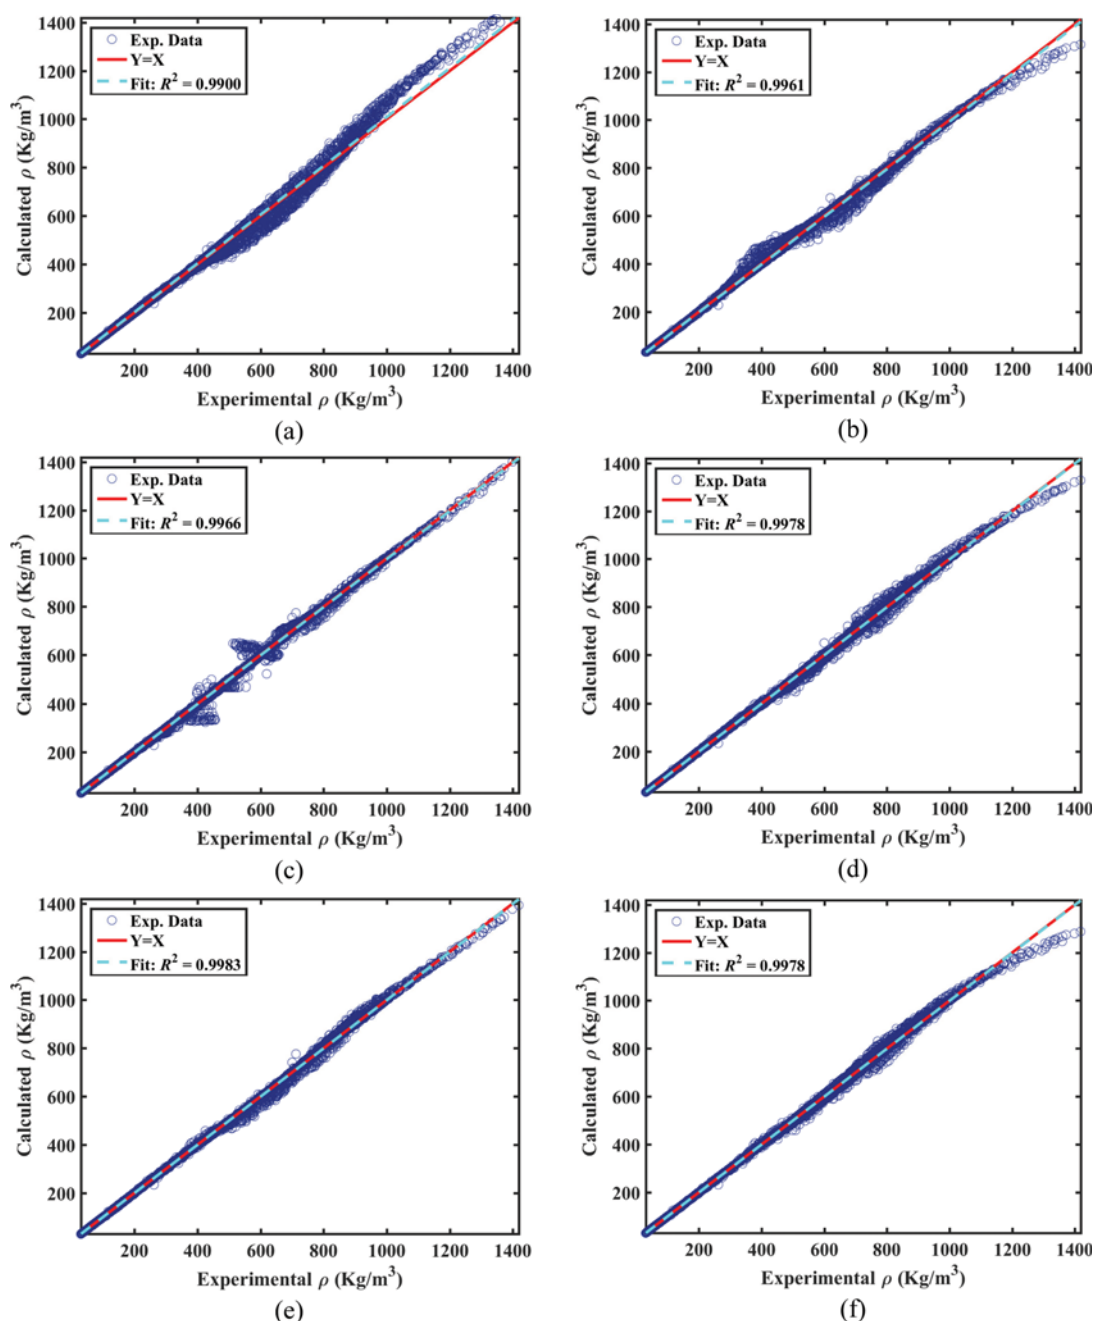 1400
1200
1000
800
600
400
200
Calculated ρ (Kg/m³)
Exp. Data
Y=X
Fit: R² = 0.9900
200 400 600 800 1000 1200 1400
Experimental ρ (Kg/m³)
(a)
1400
1200
1000
800
600
400
200
Calculated ρ (Kg/m³)
Exp. Data
Y=X
Fit: R² = 0.9961
200 400 600 800 1000 1200 1400
Experimental ρ (Kg/m³)
(b)
1400
1200
1000
800
600
400
200
Calculated ρ (Kg/m³)
Exp. Data
Y=X
Fit: R² = 0.9966
200 400 600 800 1000 1200 1400
Experimental ρ (Kg/m³)
(c)
1400
1200
1000
800
600
400
200
Calculated ρ (Kg/m³)
Exp. Data
Y=X
Fit: R² = 0.9978
200 400 600 800 1000 1200 1400
Experimental ρ (Kg/m³)
(d)
1400
1200
1000
800
600
400
200
Calculated ρ (Kg/m³)
Exp. Data
Y=X
Fit: R² = 0.9983
200 400 600 800 1000 1200 1400
Experimental ρ (Kg/m³)
(e)
1400
1200
1000
800
600
400
200
Calculated ρ (Kg/m³)
Exp. Data
Y=X
Fit: R² = 0.9978
200 400 600 800 1000 1200 1400
Experimental ρ (Kg/m³)
(f)